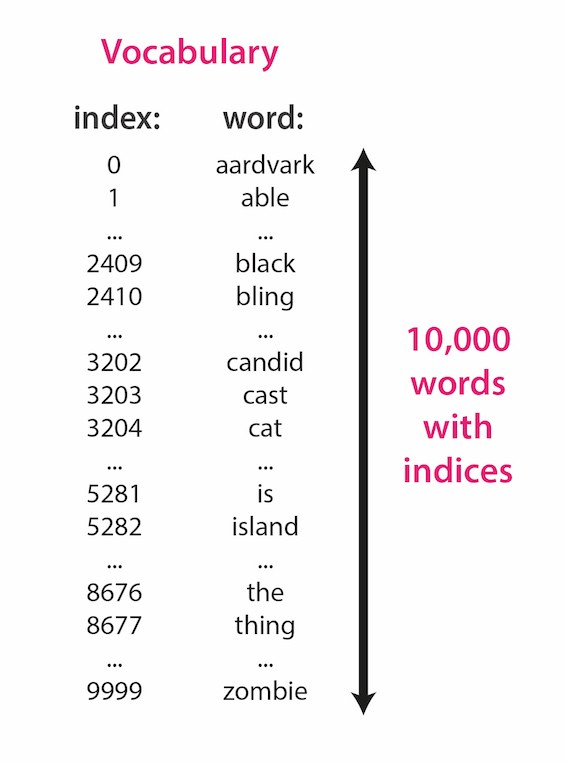 Vocabulary
index: word:
0 aardvark
1 able
... ...
2409 black
2410 bling
... ...
3202 candid
3203 cast
3204 cat
... ...
5281 is
5282 island
... ...
8676 the
8677 thing
... ...
9999 zombie
10,000
words
with
indices